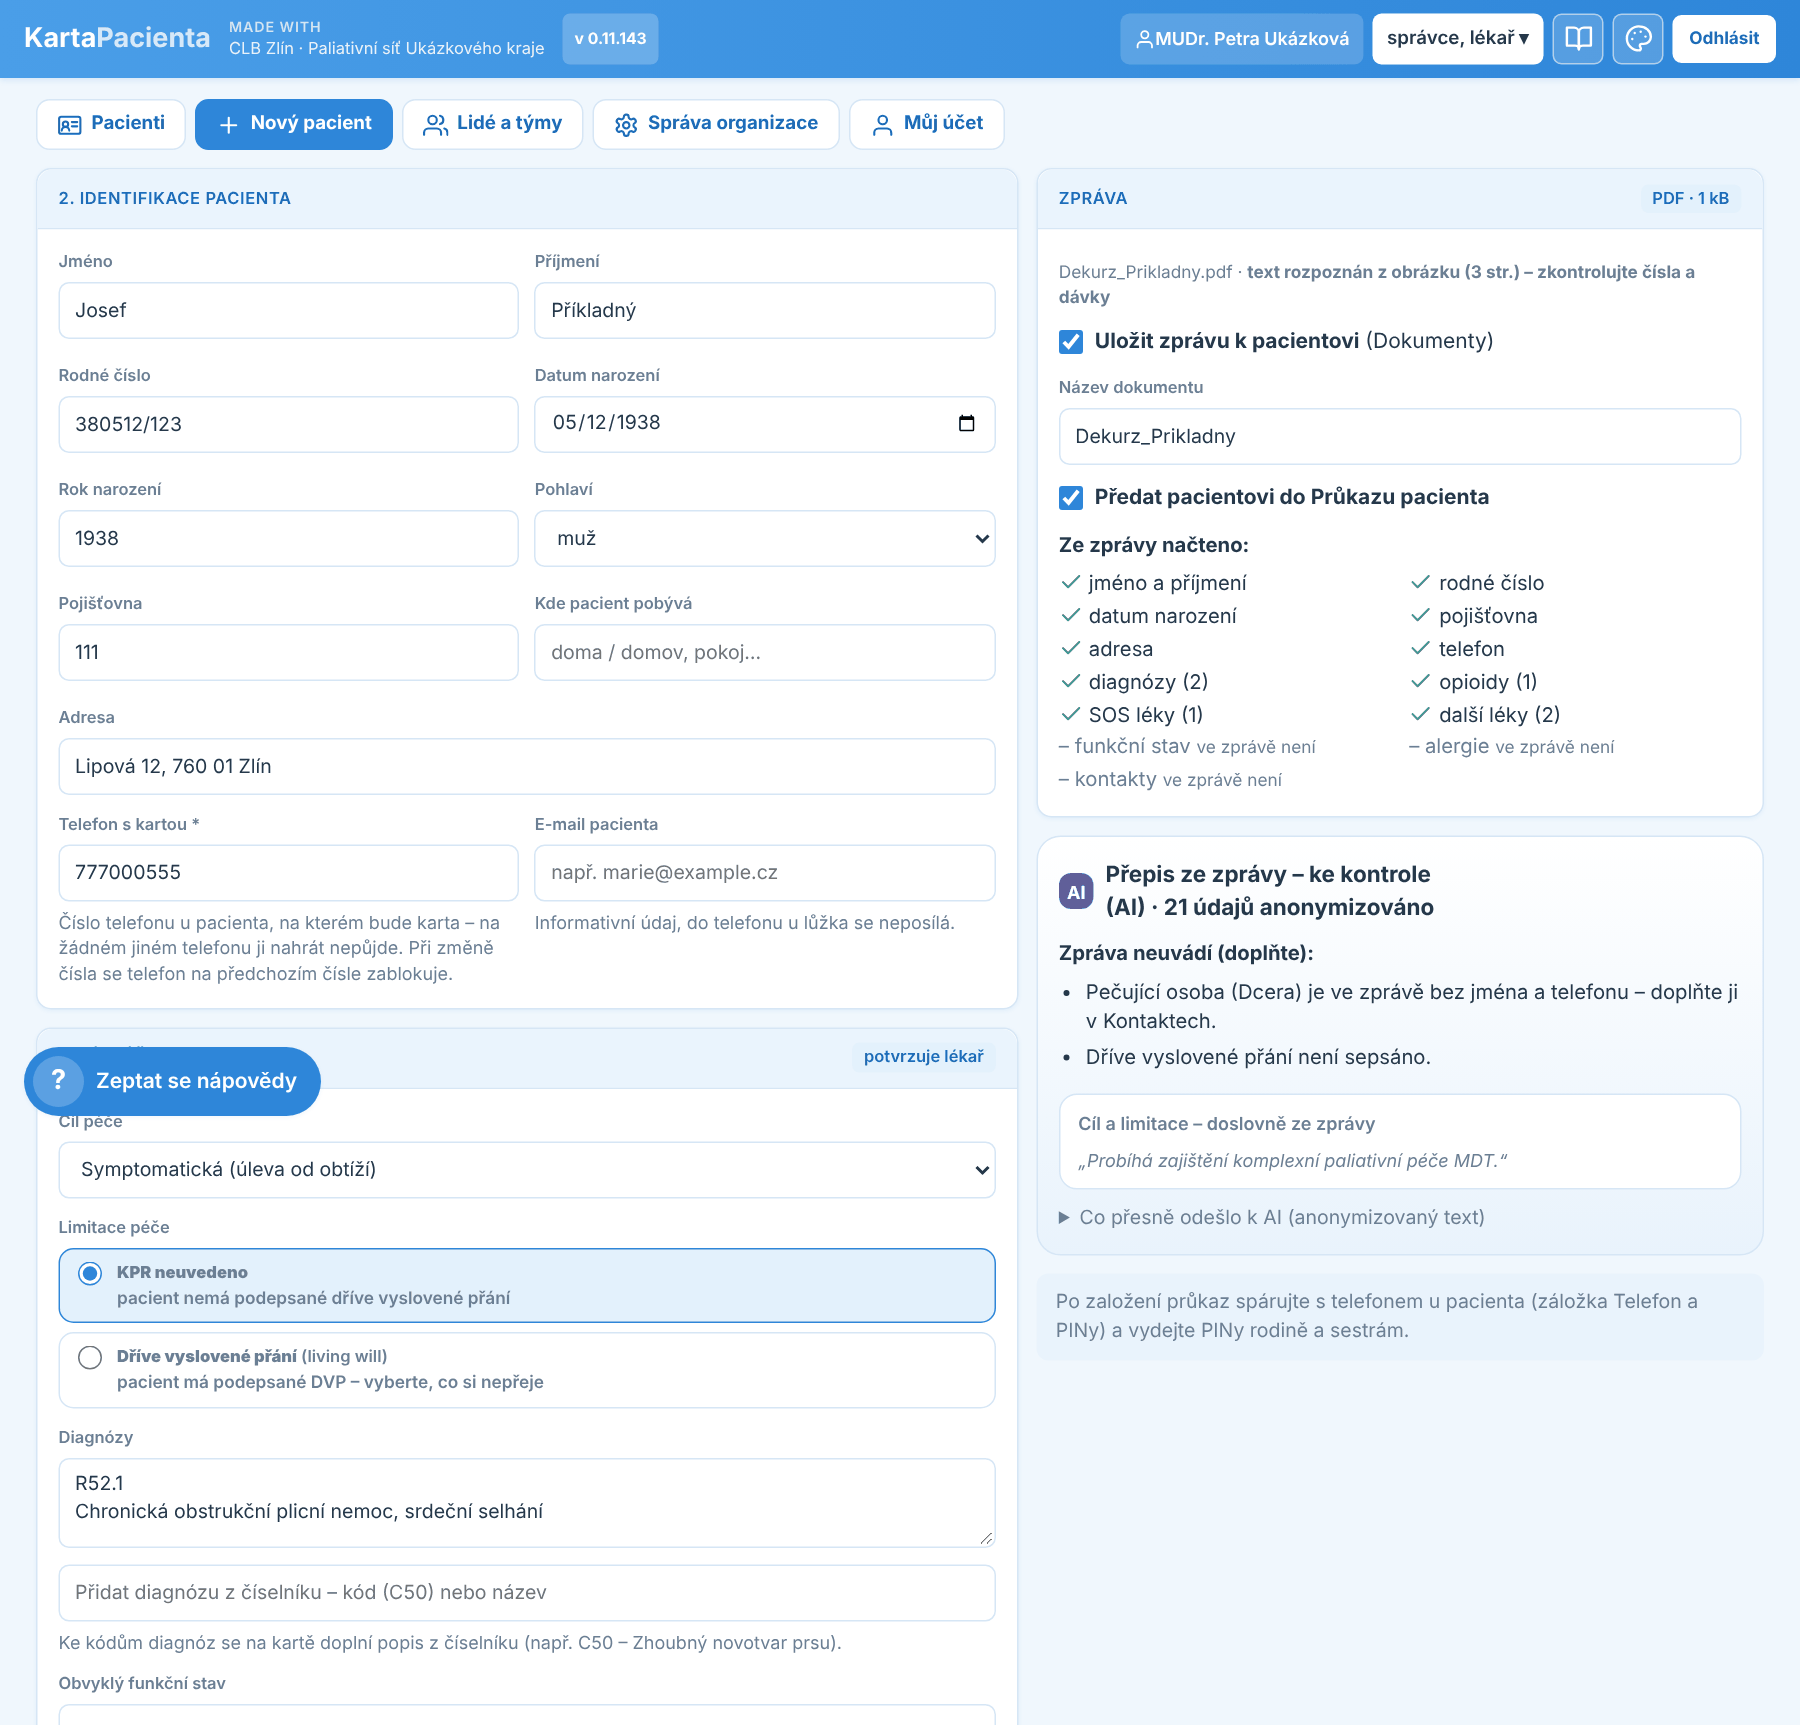 KartaPacienta
MADE WITH
CLB Zlín · Paliativní síť Ukázkového kraje
v 0.11.143
MUDr. Petra Ukázková
správce, lékař ▾
Odhlásit
Pacienti
Nový pacient
Lidé a týmy
Správa organizace
Můj účet
2. IDENTIFIKACE PACIENTA
Jméno
Příjmení
Josef
Příkladný
Rodné číslo
Datum narození
380512/123
05/12/1938
Rok narození
Pohlaví
1938
muž
Pojišťovna
Kde pacient pobývá
111
doma / domov, pokoj...
Adresa
Lipová 12, 760 01 Zlín
Telefon s kartou *
E-mail pacienta
777000555
např. marie@example.cz
Číslo telefonu u pacienta, na kterém bude karta – na
žádném jiném telefonu ji nahrát nepůjde. Při změně
čísla se telefon na předchozím čísle zablokuje.
Informativní údaj, do telefonu u lůžka se neposílá.
potvrzuje lékař
? Zeptat se nápovědy
Cíl péče
Symptomatická (úleva od obtíží)
Limitace péče
KPR neuvedeno
pacient nemá podepsané dříve vyslovené přání
Dříve vyslovené přání (living will)
pacient má podepsané DVP – vyberte, co si nepřeje
Diagnózy
R52.1
Chronická obstrukční plicní nemoc, srdeční selhání
Přidat diagnózu z číselníku – kód (C50) nebo název
Ke kódům diagnóz se na kartě doplní popis z číselníku (např. C50 – Zhoubný novotvar prsu).
Obvyklý funkční stav
ZPRÁVA
PDF · 1 kB
Dekurz_Prikladny.pdf · text rozpoznán z obrázku (3 str.) – zkontrolujte čísla a
dávky
Uložit zprávu k pacientovi (Dokumenty)
Název dokumentu
Dekurz_Prikladny
Předat pacientovi do Průkazu pacienta
Ze zprávy načteno:
✓ jméno a příjmení
✓ rodné číslo
✓ datum narození
✓ pojišťovna
✓ adresa
✓ telefon
✓ diagnózy (2)
✓ opioidy (1)
✓ SOS léky (1)
✓ další léky (2)
– funkční stav ve zprávě není
– alergie ve zprávě není
– kontakty ve zprávě není
AI
Přepis ze zprávy – ke kontrole
(AI) · 21 údajů anonymizováno
Zpráva neuvádí (doplňte):
• Pečující osoba (Dcera) je ve zprávě bez jména a telefonu – doplňte ji
v Kontaktech.
• Dříve vyslovené přání není sepsáno.
Cíl a limitace – doslovně ze zprávy
„Probíhá zajištění komplexní paliativní péče MDT.“
▶ Co přesně odešlo k AI (anonymizovaný text)
Po založení průkaz spárujte s telefonem u pacienta (záložka Telefon a
PINy) a vydejte PINy rodině a sestrám.